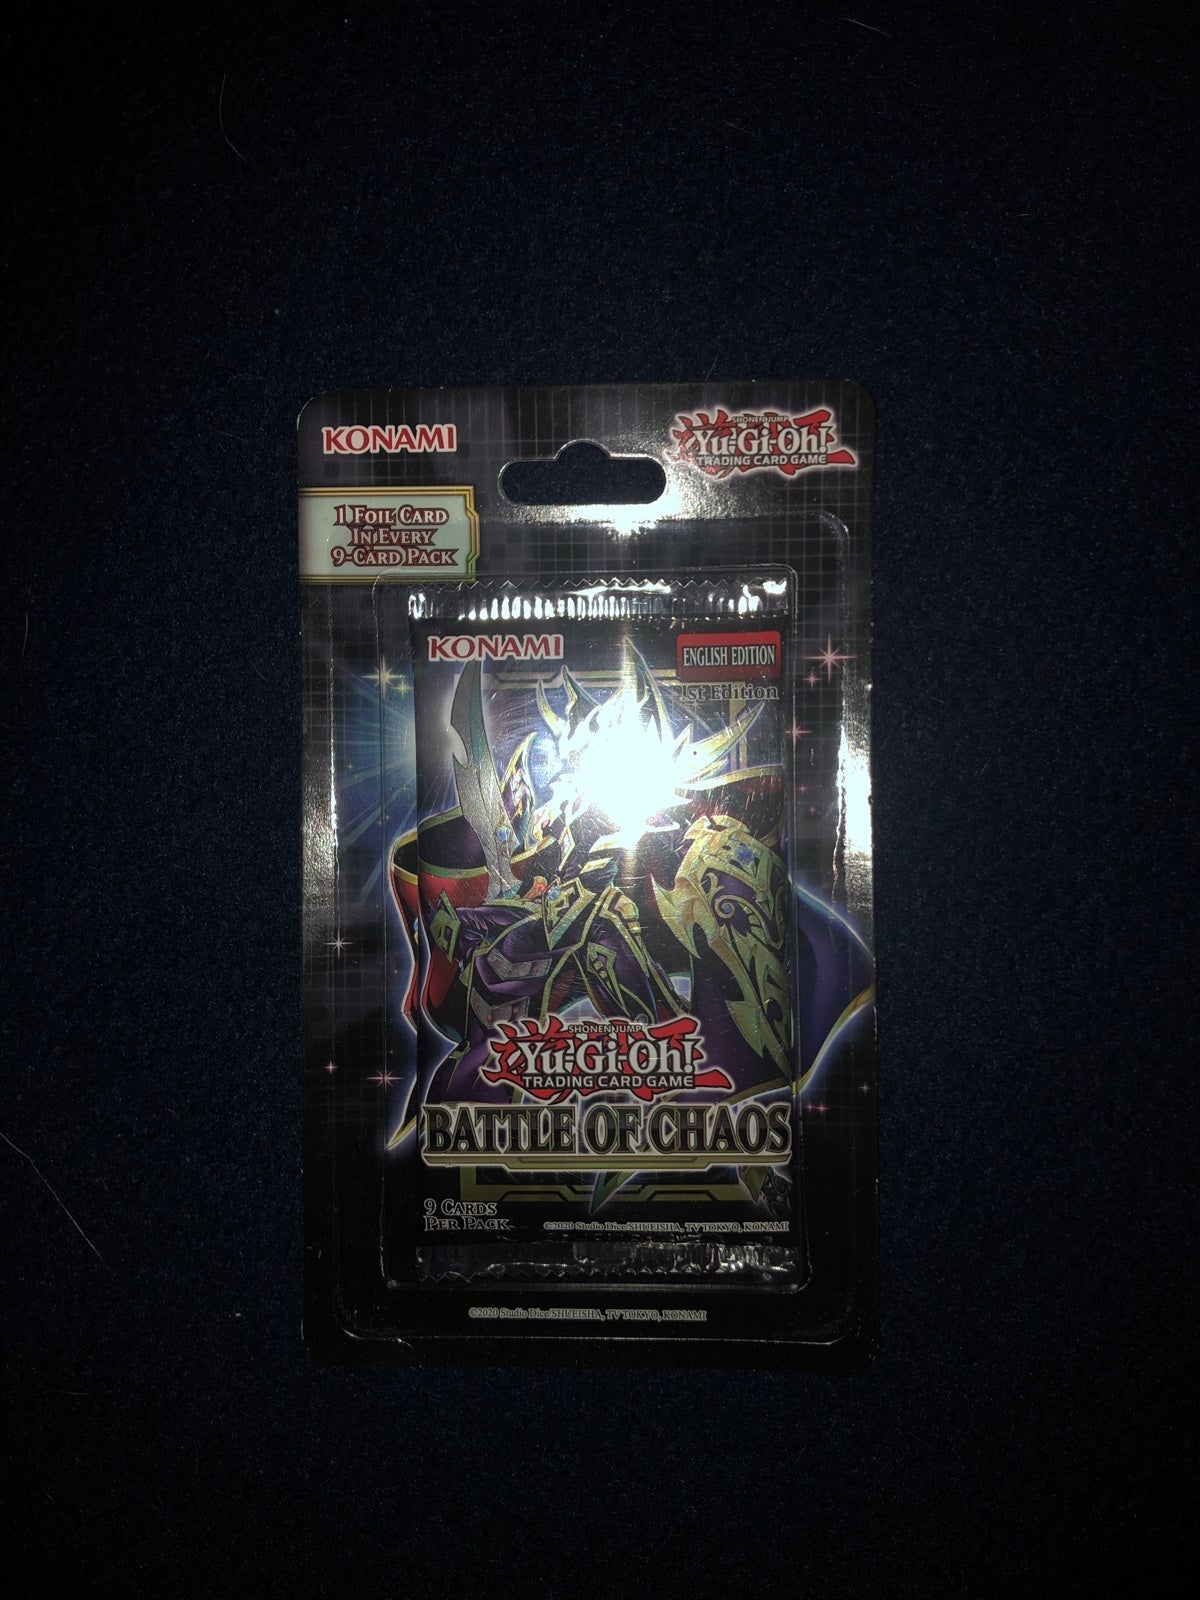 KONAMI
SHONEN JUMP
Yu-Gi-Oh!
TRADING CARD GAME
1 FOIL CARD
IN EVERY
9-CARD PACK
KONAMI
ENGLISH EDITION
1st Edition
SHONEN JUMP
Yu-Gi-Oh!
TRADING CARD GAME
BATTLE OF CHAOS
9 CARDS
PER PACK
©2020 Studio Dice/SHUEISHA, TV TOKYO, KONAMI
©2020 Studio Dice/SHUEISHA, TV TOKYO, KONAMI